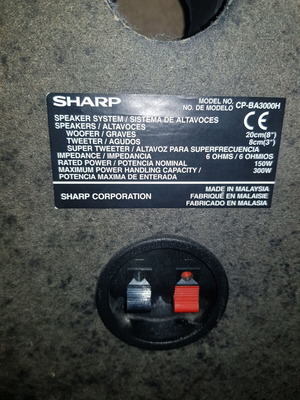 SHARP
MODEL NO. CP-BA3000H
NO. DE MODELO
SPEAKER SYSTEM / SISTEMA DE ALTAVOCES CE
SPEAKERS / ALTAVOCES
WOOFER / GRAVES 20cm(8")
TWEETER / AGUDOS 8cm(3")
SUPER TWEETER / ALTAVOZ PARA SUPERFRECUENCIA
IMPEDANCE / IMPEDANCIA 6 OHMS / 6 OHMIOS
RATED POWER / POTENCIA NOMINAL 150W
MAXIMUM POWER HANDLING CAPACITY / 300W
POTENCIA MAXIMA DE ENTERADA
SHARP CORPORATION
MADE IN MALAYSIA
FABRIQUÉ EN MALAISIE
FABRICADO EN MALASIA